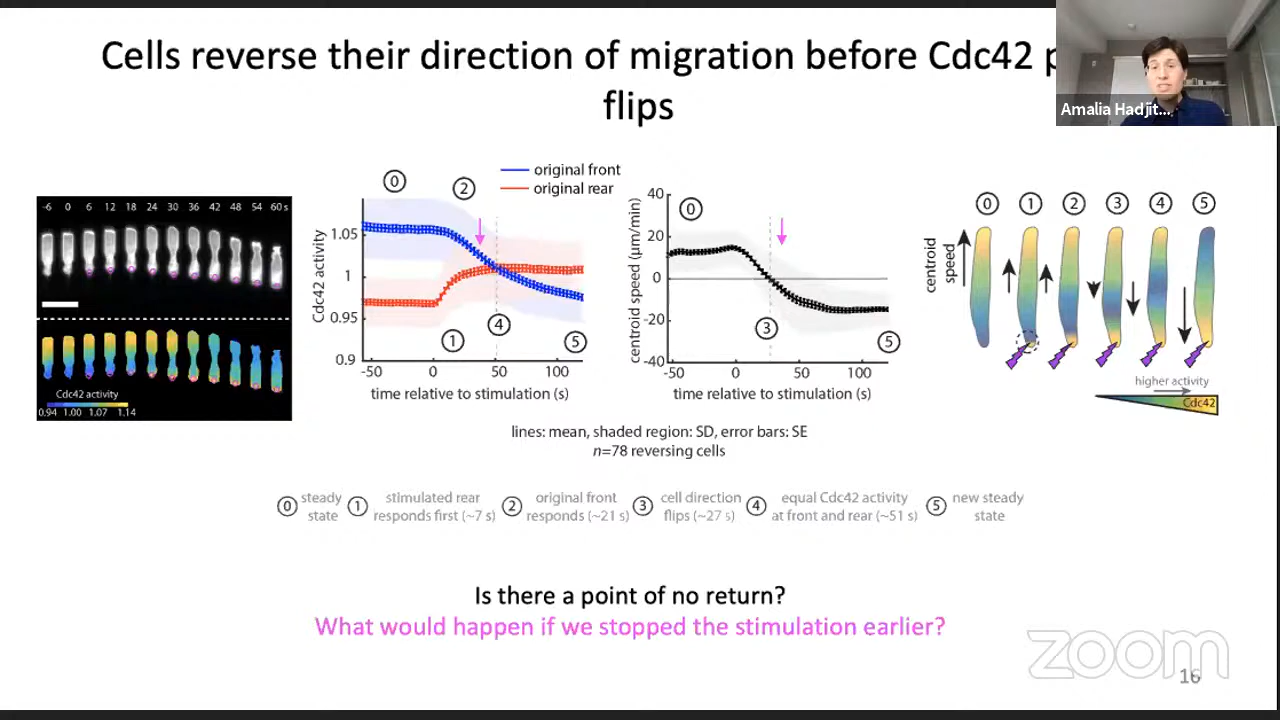 Cells reverse their direction of migration before Cdc42
flips
Amalia Hadjit...
-6 0 6 12 18 24 30 36 42 48 54 60 s
Cdc42 activity
0.94 1.00 1.07 1.14
original front
original rear
0 2
Cdc42 activity
1.05
1
0.95
0.9
1 4 5
-50 0 50 100
time relative to stimulation (s)
centroid speed (µm/min)
40
20
0
-20
-40
0
3 5
-50 0 50 100
time relative to stimulation (s)
0 1 2 3 4 5
centroid
speed
higher activity
Cdc42
lines: mean, shaded region: SD, error bars: SE
n=78 reversing cells
0 steady
state
1 stimulated rear
responds first (~7 s)
2 original front
responds (~21 s)
3 cell direction
flips (~27 s)
4 equal Cdc42 activity
at front and rear (~51 s)
5 new steady
state
Is there a point of no return?
What would happen if we stopped the stimulation earlier?
zoom
16